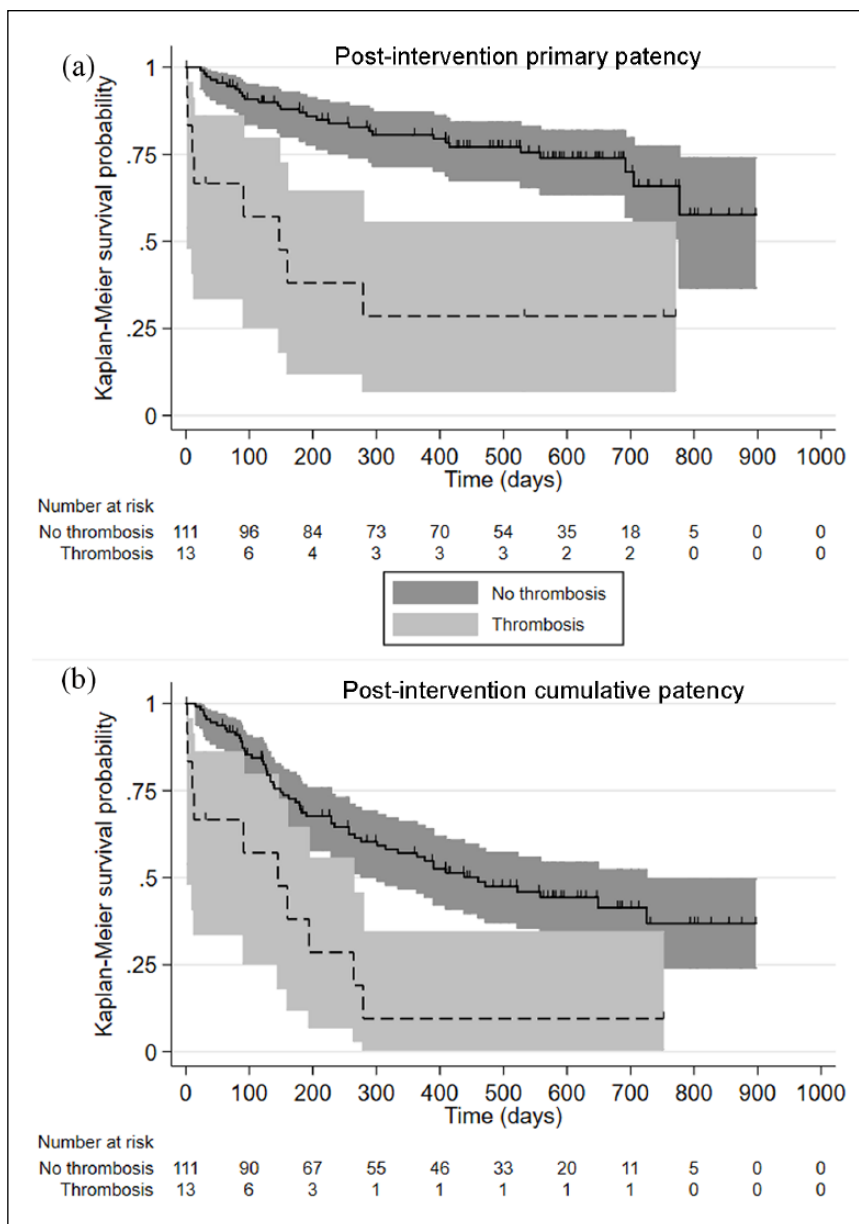 (a)
Post-intervention primary patency
Kaplan-Meier survival probability
1
.75
.5
.25
0
0 100 200 300 400 500 600 700 800 900 1000
Time (days)
Number at risk
No thrombosis 111 96 84 73 70 54 35 18 5 0 0
Thrombosis 13 6 4 3 3 3 2 2 0 0 0
No thrombosis
Thrombosis
(b)
Post-intervention cumulative patency
Kaplan-Meier survival probability
1
.75
.5
.25
0
0 100 200 300 400 500 600 700 800 900 1000
Time (days)
Number at risk
No thrombosis 111 90 67 55 46 33 20 11 5 0 0
Thrombosis 13 6 3 1 1 1 1 1 0 0 0